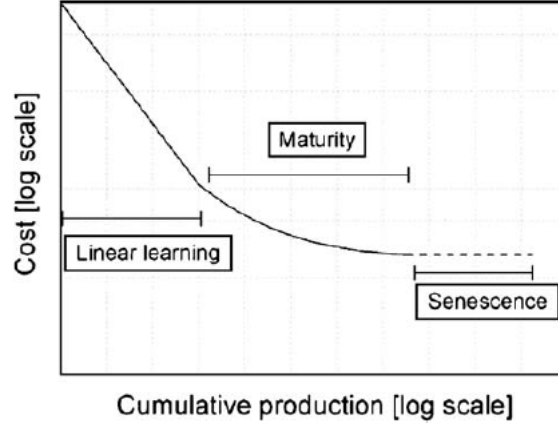 Cost [log scale]
Maturity
Linear learning
Senescence
Cumulative production [log scale]